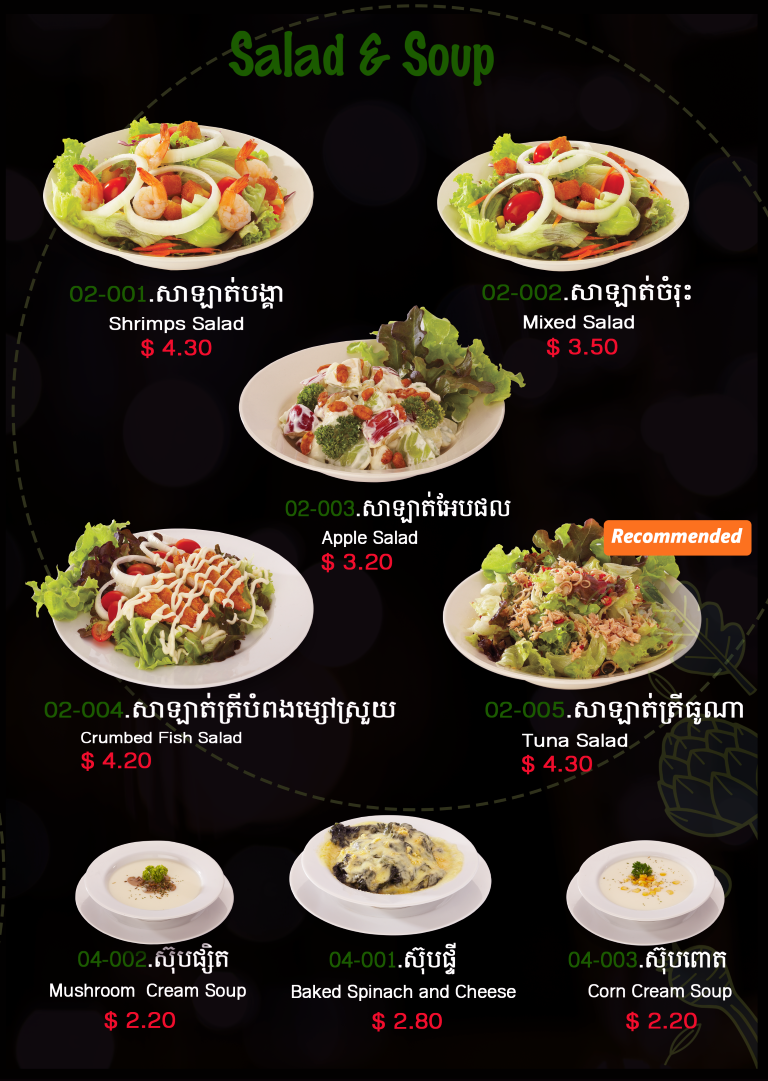 Salad & Soup
02-001.សាឡាត់បង្គា
Shrimps Salad
$ 4.30
02-002.សាឡាត់ចំរុះ
Mixed Salad
$ 3.50
02-003.សាឡាត់អែបផល
Apple Salad
$ 3.20
Recommended
02-004.សាឡាត់ត្រីបំពងម្សៅស្រួយ
Crumbed Fish Salad
$ 4.20
02-005.សាឡាត់ត្រីធូណា
Tuna Salad
$ 4.30
04-002.ស៊ុបផ្សិត
Mushroom Cream Soup
$ 2.20
04-001.ស៊ុបផ្ទី
Baked Spinach and Cheese
$ 2.80
04-003.ស៊ុបពោត
Corn Cream Soup
$ 2.20